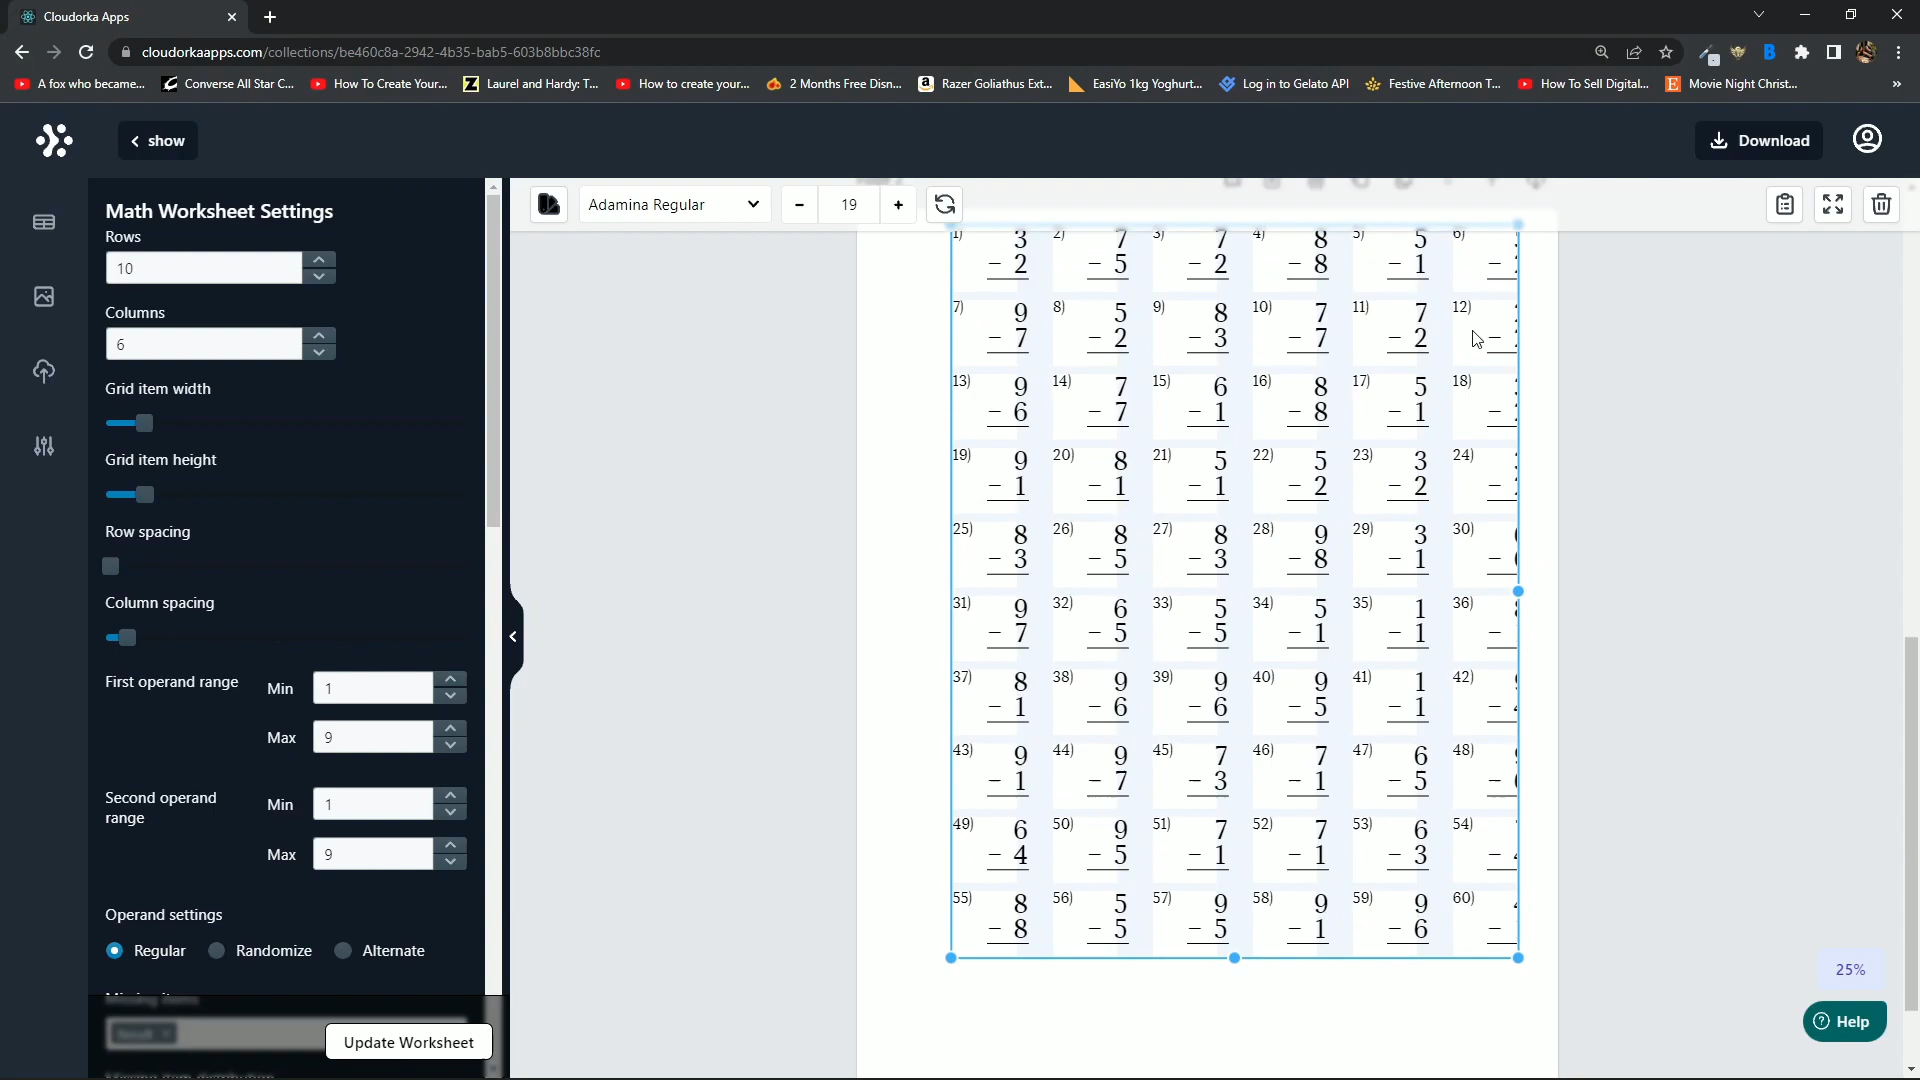 Cloudorka Apps
cloudorkaapps.com/collections/be460c8a-2942-4b35-bab5-603b8bbc38fc
A fox who became... Converse All Star C... How To Create Your... Laurel and Hardy: T... How to create your... 2 Months Free Disn... Razer Goliathus Ext... EasiYo 1kg Yoghurt... Log in to Gelato API Festive Afternoon T... How To Sell Digital... Movie Night Christ... »
show
Download
Math Worksheet Settings
Rows
10
Columns
6
Grid item width
Grid item height
Row spacing
Column spacing
First operand range Min 1
Max 9
Second operand range Min 1
Max 9
Operand settings
Regular Randomize Alternate
Update Worksheet
Adamina Regular - 19 +
1) 3 2) 7 3) 7 4) 8 5) 5 6)
- 2 - 5 - 2 - 8 - 1 -
7) 9 8) 5 9) 8 10) 7 11) 7 12)
- 7 - 2 - 3 - 7 - 2 -
13) 9 14) 7 15) 6 16) 8 17) 5 18)
- 6 - 7 - 1 - 8 - 1 -
19) 9 20) 8 21) 5 22) 5 23) 3 24)
- 1 - 1 - 1 - 2 - 2 -
25) 8 26) 8 27) 8 28) 9 29) 3 30)
- 3 - 5 - 3 - 8 - 1 -
31) 9 32) 6 33) 5 34) 5 35) 1 36)
- 7 - 5 - 5 - 1 - 1 -
37) 8 38) 9 39) 9 40) 9 41) 1 42)
- 1 - 6 - 6 - 5 - 1 -
43) 9 44) 9 45) 7 46) 7 47) 6 48)
- 1 - 7 - 3 - 1 - 5 -
49) 6 50) 9 51) 7 52) 7 53) 6 54)
- 4 - 5 - 1 - 1 - 3 -
55) 8 56) 5 57) 9 58) 9 59) 9 60)
- 8 - 5 - 5 - 1 - 6 -
25%
Help